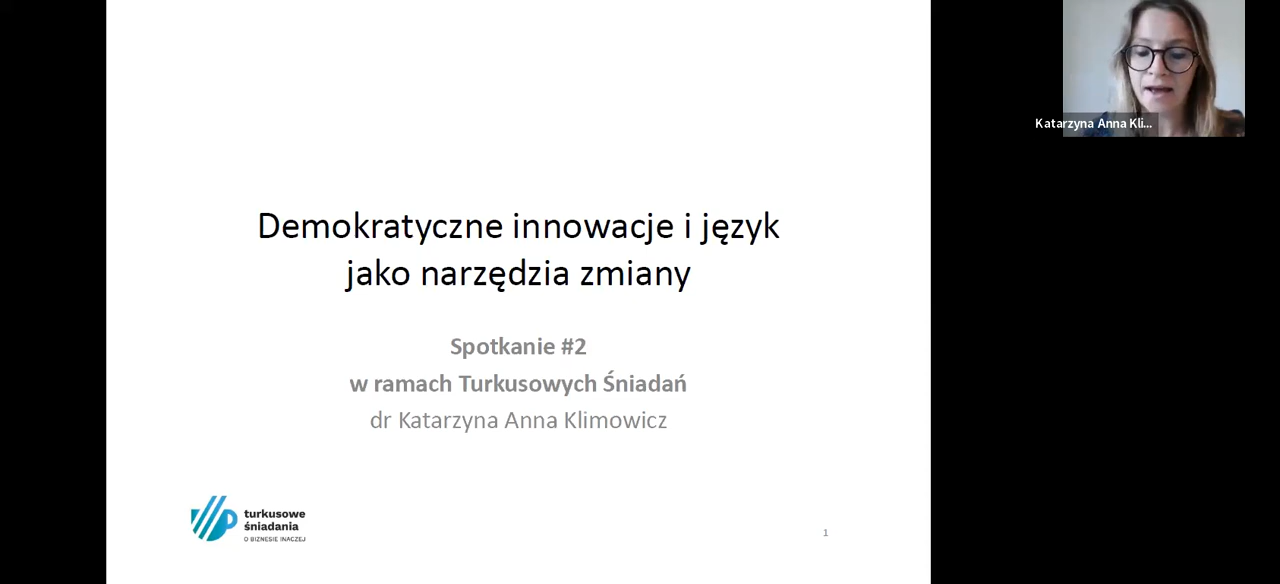 Demokratyczne innowacje i język
jako narzędzia zmiany
Spotkanie #2
w ramach Turkusowych Śniadań
dr Katarzyna Anna Klimowicz
turkusowe
śniadania
O BIZNESIE INACZEJ
1
Katarzyna Anna Kli...